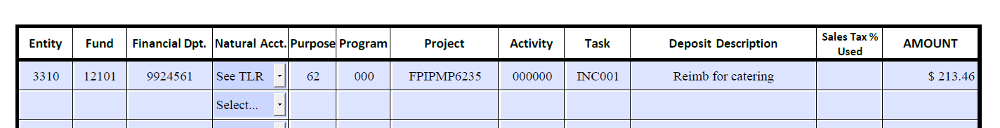 Entity Fund Financial Dpt. Natural Acct. Purpose Program Project Activity Task Deposit Description Sales Tax % Used AMOUNT
3310 12101 9924561 See TLR 62 000 FPIPMP6235 000000 INC001 Reimb for catering $ 213.46
Select...